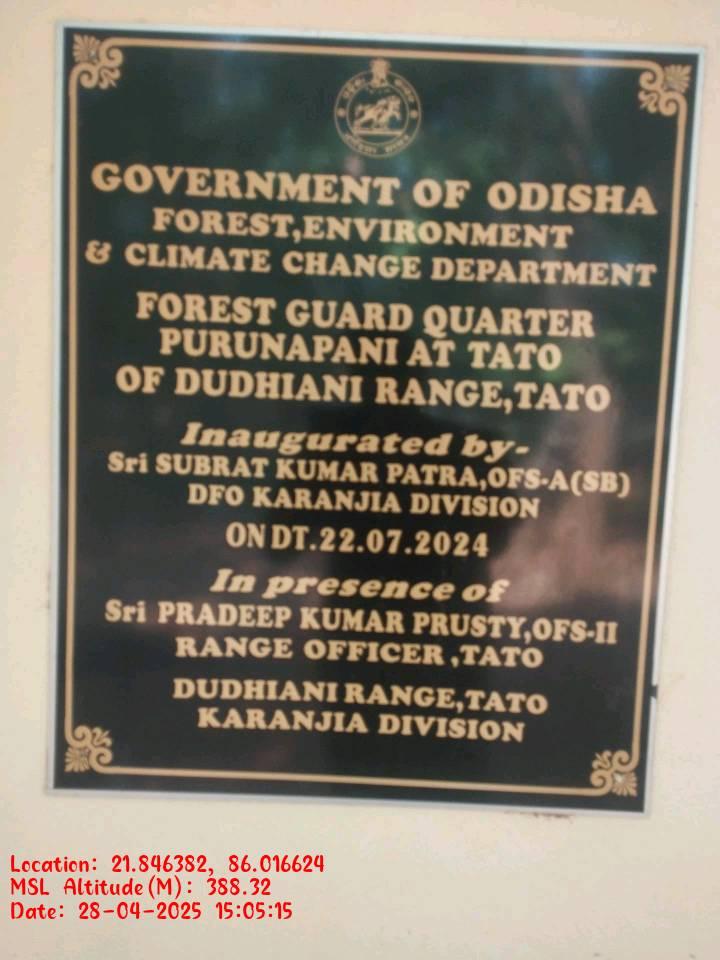 GOVERNMENT OF ODISHA
FOREST,ENVIRONMENT
& CLIMATE CHANGE DEPARTMENT
FOREST GUARD QUARTER
PURUNAPANI AT TATO
OF DUDHIANI RANGE,TATO
Inaugurated by-
Sri SUBRAT KUMAR PATRA,OFS-A(SB)
DFO KARANJIA DIVISION
ON DT.22.07.2024
In presence of
Sri PRADEEP KUMAR PRUSTY,OFS-II
RANGE OFFICER,TATO
DUDHIANI RANGE,TATO
KARANJIA DIVISION
Location: 21.846382, 86.016624
MSL Altitude(M): 388.32
Date: 28-04-2025 15:05:15